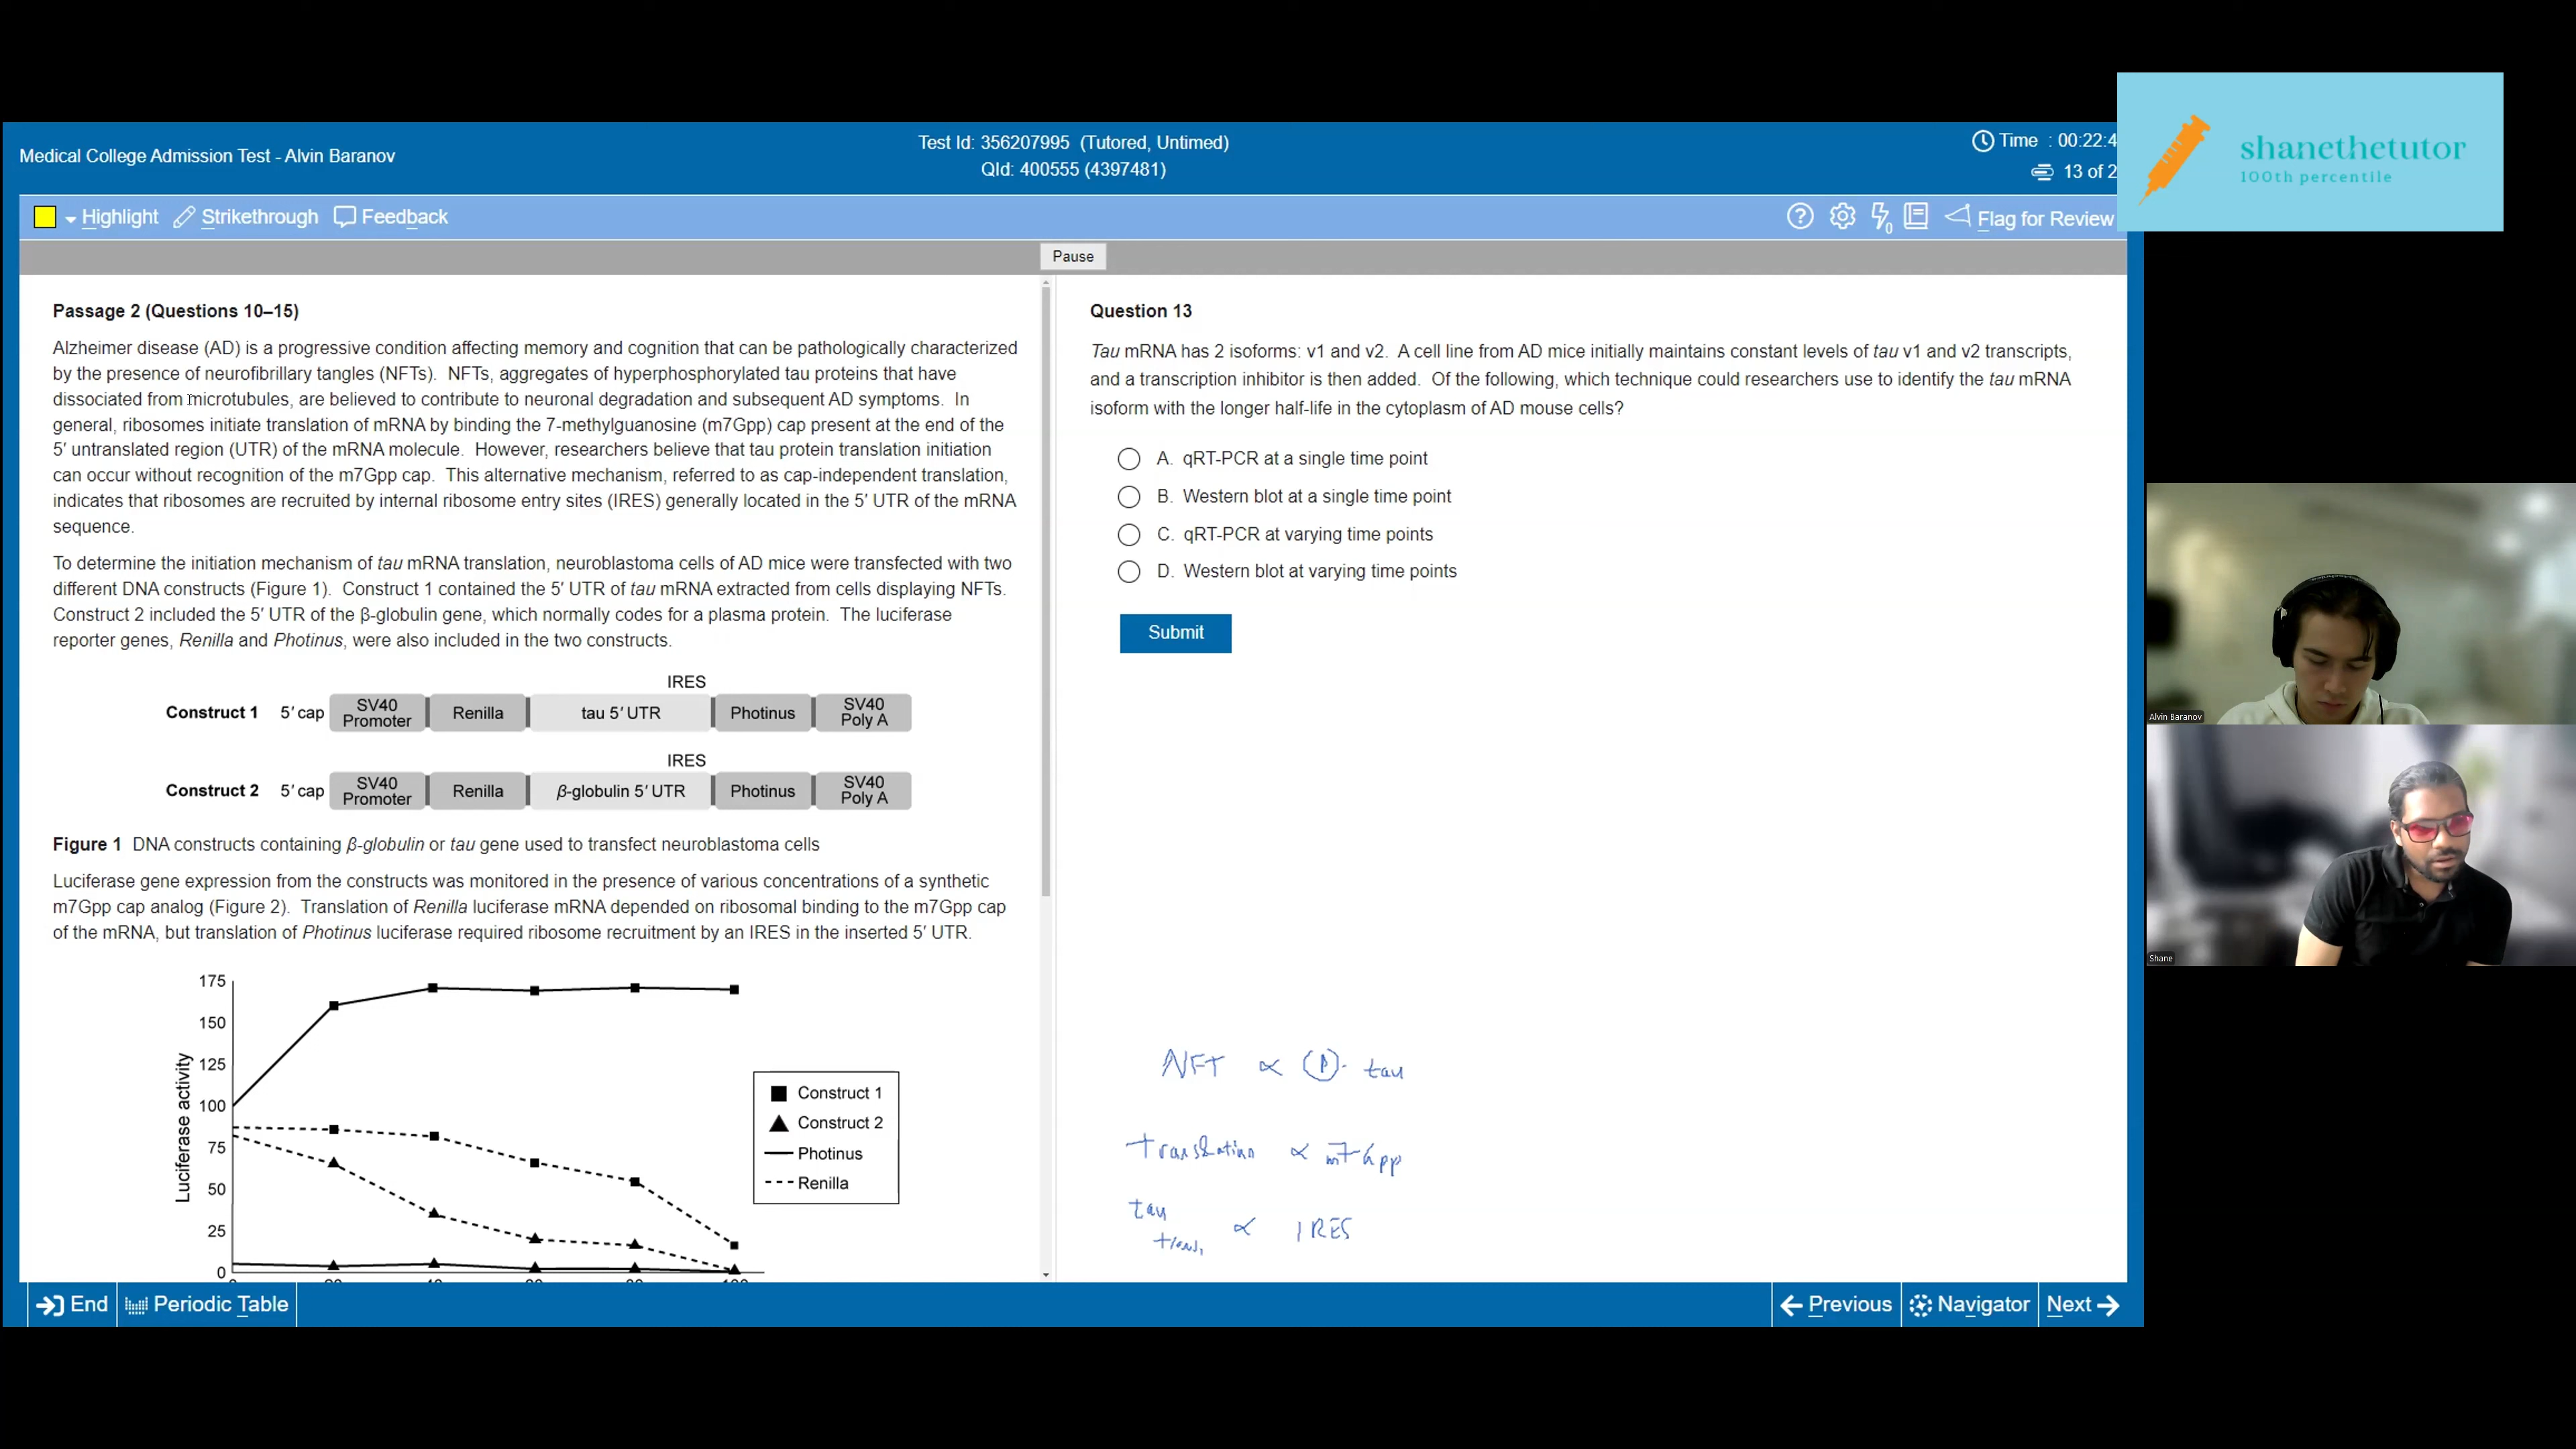 Medical College Admission Test - Alvin Baranov
Test Id: 356207995 (Tutored, Untimed)
QId: 400555 (4397481)
Time : 00:22:4
13 of 2
shanethetutor
100th percentile
Highlight
Strikethrough
Feedback
Flag for Review
Pause
Passage 2 (Questions 10–15)
Alzheimer disease (AD) is a progressive condition affecting memory and cognition that can be pathologically characterized
by the presence of neurofibrillary tangles (NFTs). NFTs, aggregates of hyperphosphorylated tau proteins that have
dissociated from microtubules, are believed to contribute to neuronal degradation and subsequent AD symptoms. In
general, ribosomes initiate translation of mRNA by binding the 7-methylguanosine (m7Gpp) cap present at the end of the
5′ untranslated region (UTR) of the mRNA molecule. However, researchers believe that tau protein translation initiation
can occur without recognition of the m7Gpp cap. This alternative mechanism, referred to as cap-independent translation,
indicates that ribosomes are recruited by internal ribosome entry sites (IRES) generally located in the 5′ UTR of the mRNA
sequence.
To determine the initiation mechanism of tau mRNA translation, neuroblastoma cells of AD mice were transfected with two
different DNA constructs (Figure 1). Construct 1 contained the 5′ UTR of tau mRNA extracted from cells displaying NFTs.
Construct 2 included the 5′ UTR of the β-globulin gene, which normally codes for a plasma protein. The luciferase
reporter genes, Renilla and Photinus, were also included in the two constructs.
IRES
Construct 1 5′ cap SV40 Promoter Renilla tau 5′ UTR Photinus SV40 Poly A
IRES
Construct 2 5′ cap SV40 Promoter Renilla β-globulin 5′ UTR Photinus SV40 Poly A
Figure 1 DNA constructs containing β-globulin or tau gene used to transfect neuroblastoma cells
Luciferase gene expression from the constructs was monitored in the presence of various concentrations of a synthetic
m7Gpp cap analog (Figure 2). Translation of Renilla luciferase mRNA depended on ribosomal binding to the m7Gpp cap
of the mRNA, but translation of Photinus luciferase required ribosome recruitment by an IRES in the inserted 5′ UTR.
Luciferase activity
175
150
125
100
75
50
25
0
Construct 1
Construct 2
Photinus
Renilla
Question 13
Tau mRNA has 2 isoforms: v1 and v2. A cell line from AD mice initially maintains constant levels of tau v1 and v2 transcripts,
and a transcription inhibitor is then added. Of the following, which technique could researchers use to identify the tau mRNA
isoform with the longer half-life in the cytoplasm of AD mouse cells?
A. qRT-PCR at a single time point
B. Western blot at a single time point
C. qRT-PCR at varying time points
D. Western blot at varying time points
Submit
NFT ∝ P tau
translation ∝ m7Gpp
tau
trans. ∝ IRES
Alvin Baranov
Shane
End
Periodic Table
Previous
Navigator
Next